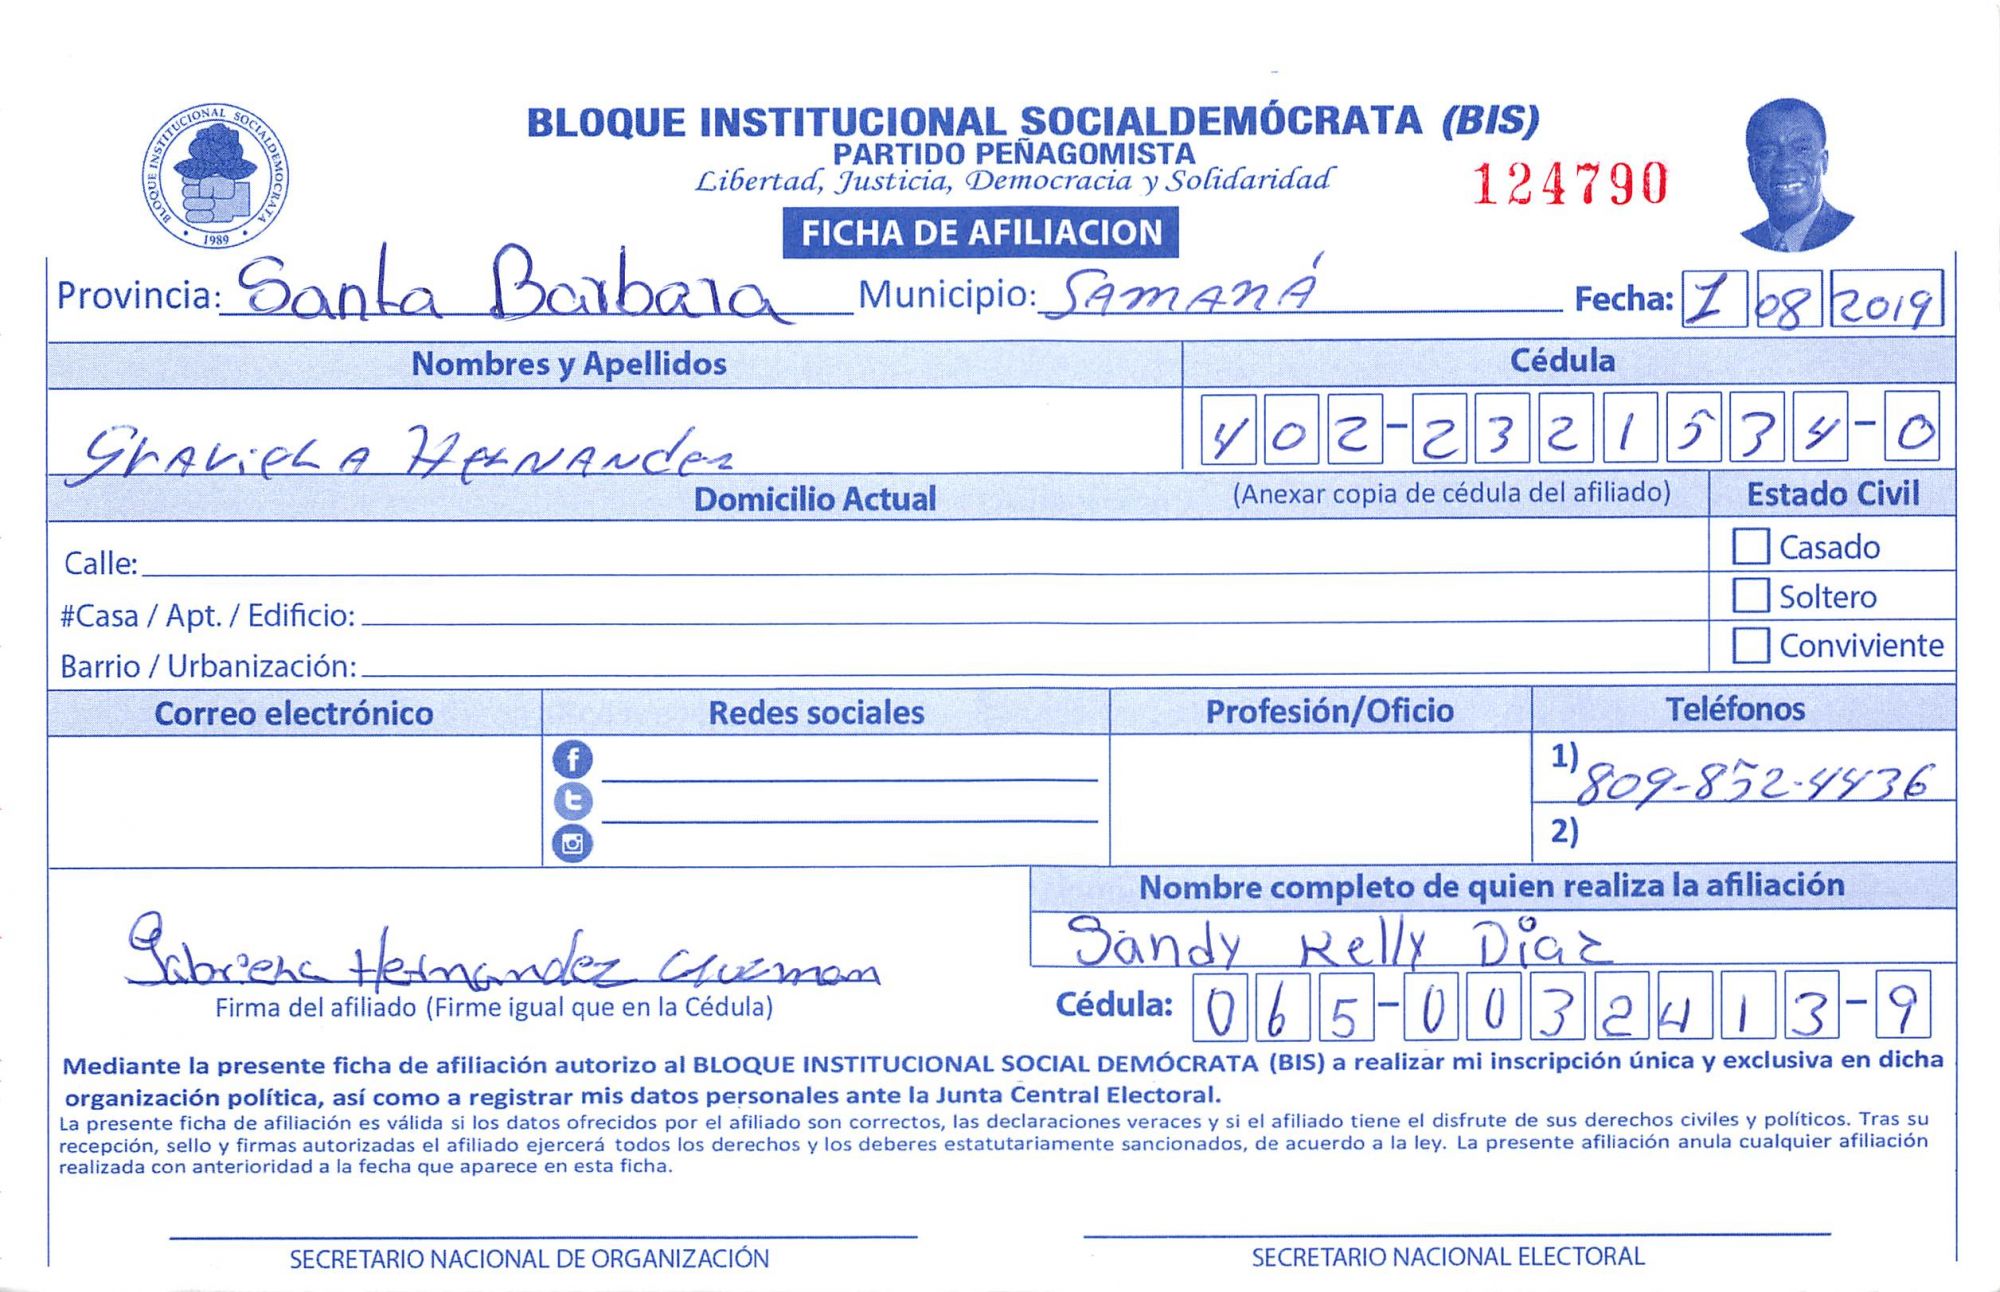 BLOQUE INSTITUCIONAL SOCIALDEMOCRATA
1989
BLOQUE INSTITUCIONAL SOCIALDEMÓCRATA (BIS)
PARTIDO PEÑAGOMISTA
Libertad, Justicia, Democracia y Solidaridad
124790
FICHA DE AFILIACION
Provincia: Santa Barbara Municipio: SAMANÁ Fecha: 1 08 2019
Nombres y Apellidos Cédula
GRAVIELA HERNANdez 402-2321534-0
Domicilio Actual (Anexar copia de cédula del afiliado) Estado Civil
Calle: Casado
#Casa / Apt. / Edificio: Soltero
Barrio / Urbanización: Conviviente
Correo electrónico Redes sociales Profesión/Oficio Teléfonos
1) 809-852-4436
2)
Nombre completo de quien realiza la afiliación
Sandy Kelly Diaz
Gabriela Hernandez Guzman
Firma del afiliado (Firme igual que en la Cédula) Cédula: 065-0032413-9
Mediante la presente ficha de afiliación autorizo al BLOQUE INSTITUCIONAL SOCIAL DEMÓCRATA (BIS) a realizar mi inscripción única y exclusiva en dicha
organización política, así como a registrar mis datos personales ante la Junta Central Electoral.
La presente ficha de afiliación es válida si los datos ofrecidos por el afiliado son correctos, las declaraciones veraces y si el afiliado tiene el disfrute de sus derechos civiles y políticos. Tras su
recepción, sello y firmas autorizadas el afiliado ejercerá todos los derechos y los deberes estatutariamente sancionados, de acuerdo a la ley. La presente afiliación anula cualquier afiliación
realizada con anterioridad a la fecha que aparece en esta ficha.
SECRETARIO NACIONAL DE ORGANIZACIÓN SECRETARIO NACIONAL ELECTORAL